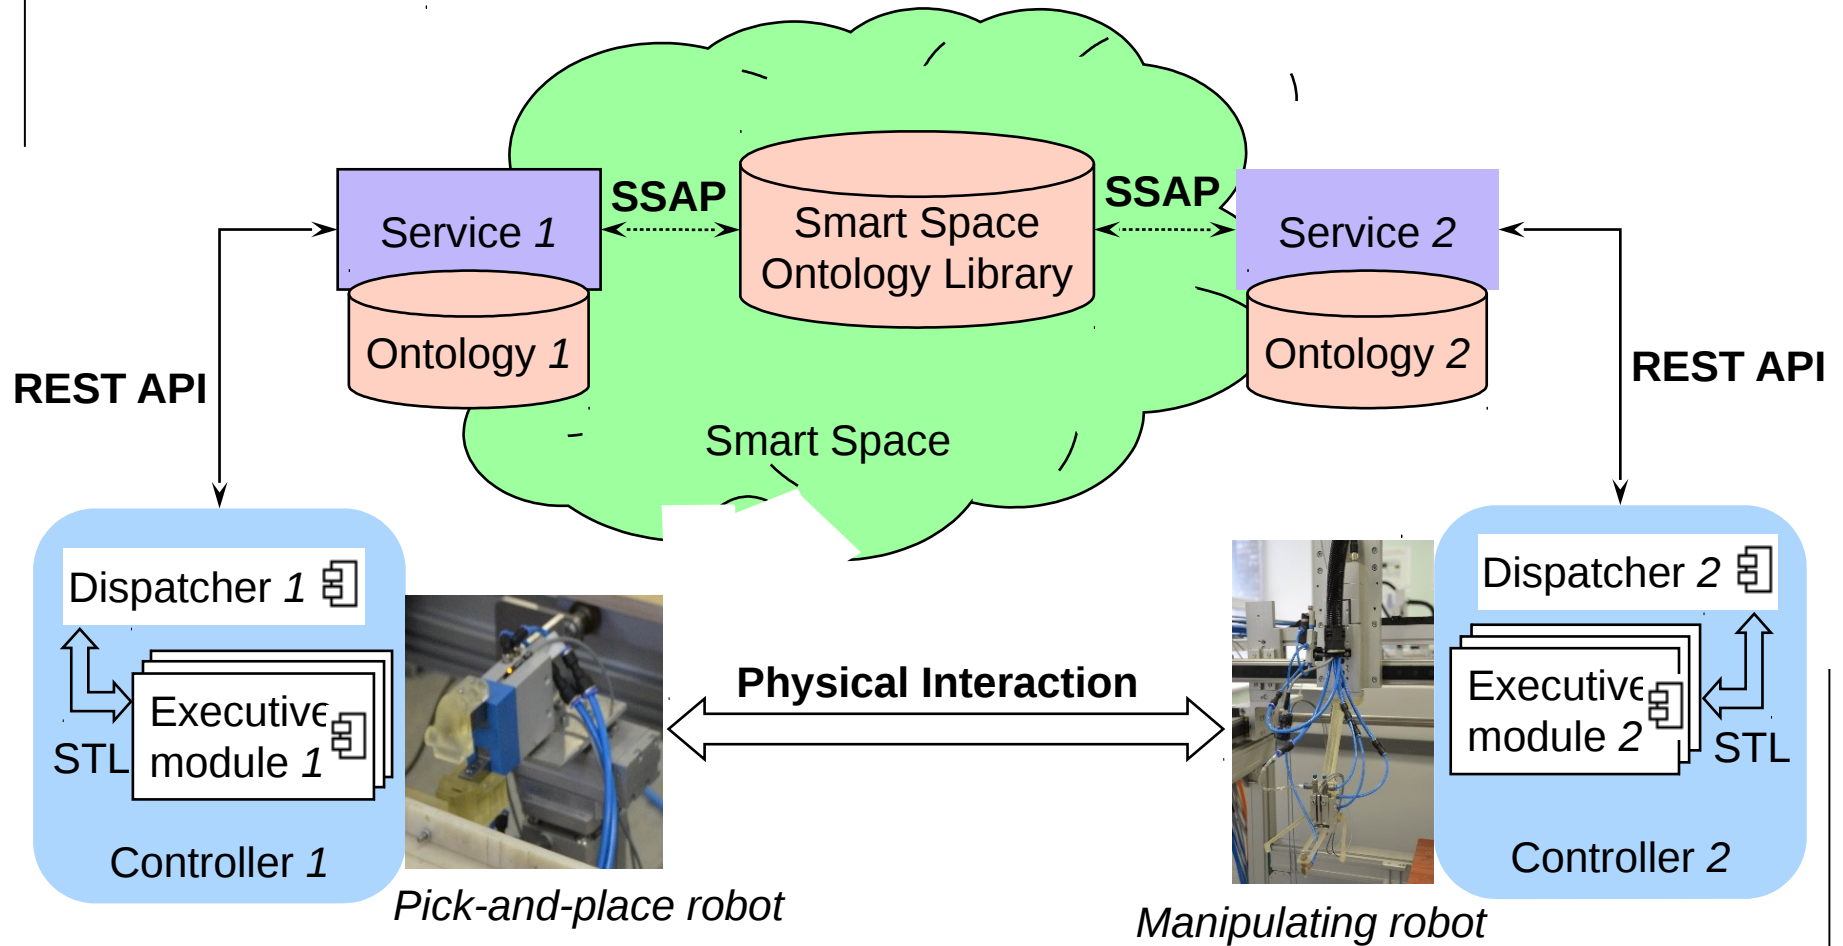 SSAP
SSAP
Service 1
Smart Space
Ontology Library
Service 2
Ontology 1
Ontology 2
REST API
REST API
Smart Space
Dispatcher 1
Dispatcher 2
Physical Interaction
Executive
module 1
STL
Executive
module 2
STL
Controller 1
Controller 2
Pick-and-place robot
Manipulating robot